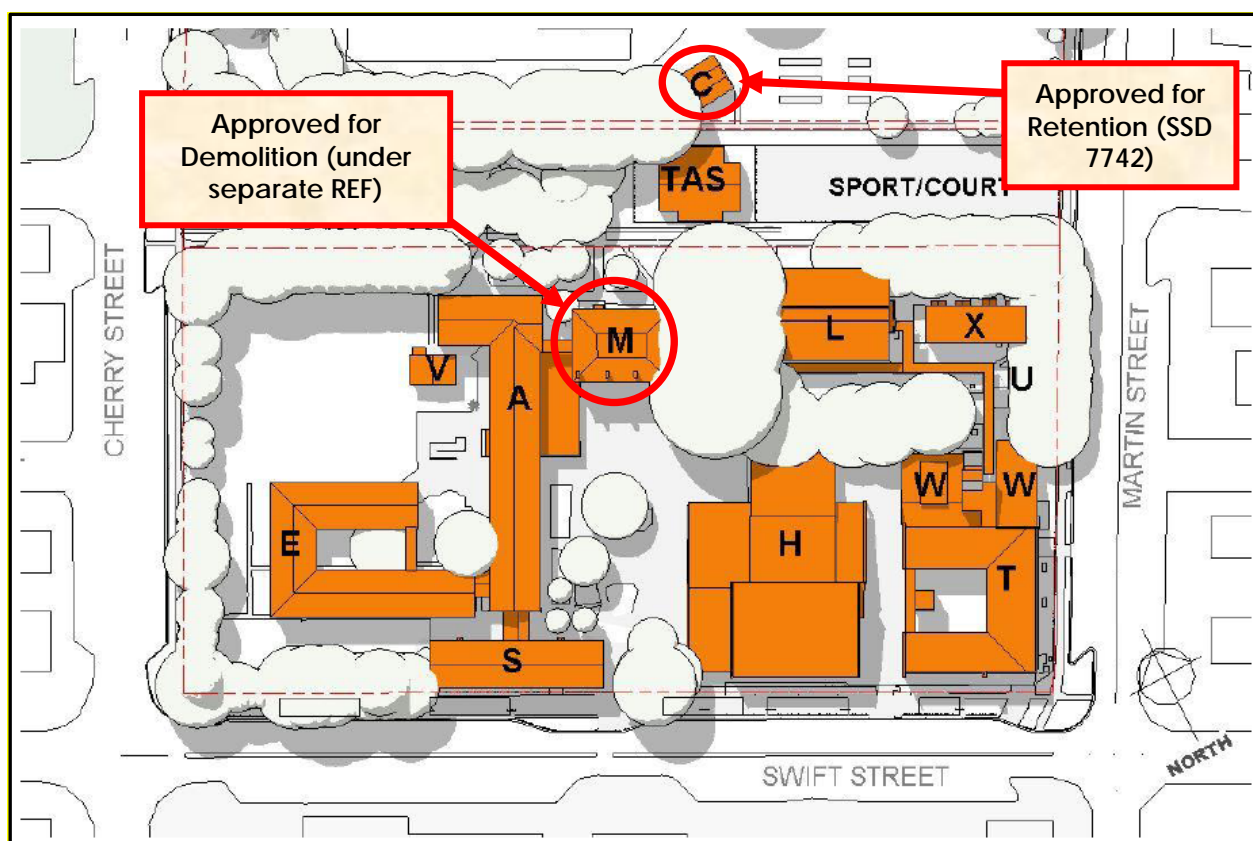 C
Approved for
Retention (SSD
7742)
Approved for
Demolition (under
separate REF)
TAS
SPORT/COURT
CHERRY STREET
MARTIN STREET
M
L
X
V
A
U
W
W
E
H
T
S
NORTH
SWIFT STREET